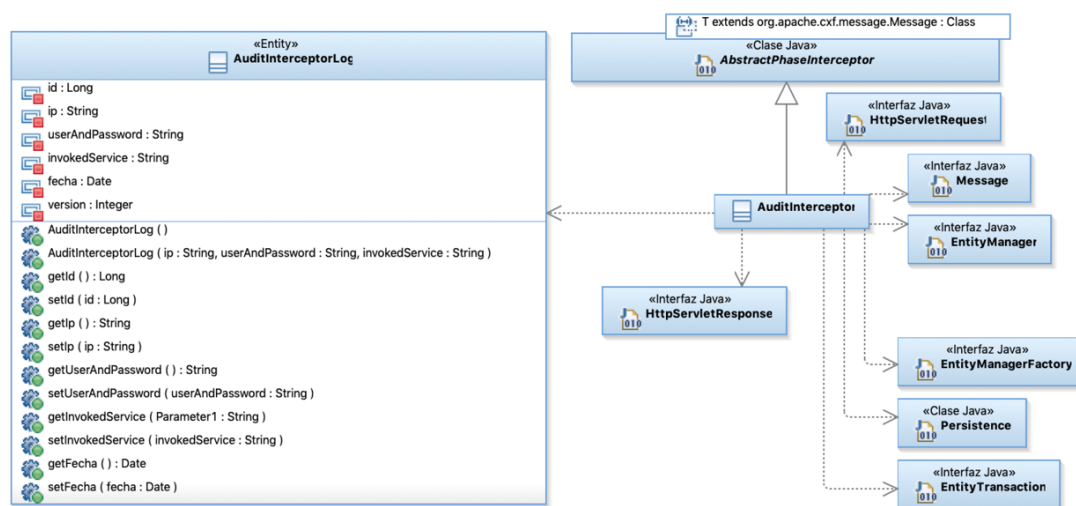 «Entity»
AuditInterceptorLog
id : Long
ip : String
userAndPassword : String
invokedService : String
fecha : Date
version : Integer
AuditInterceptorLog ( )
AuditInterceptorLog ( ip : String, userAndPassword : String, invokedService : String )
getId ( ) : Long
setId ( id : Long )
getIp ( ) : String
setIp ( ip : String )
getUserAndPassword ( ) : String
setUserAndPassword ( userAndPassword : String )
getInvokedService ( Parameter1 : String )
setInvokedService ( invokedService : String )
getFecha ( ) : Date
setFecha ( fecha : Date )
T extends org.apache.cxf.message.Message : Class
«Clase Java»
AbstractPhaseInterceptor
«Interfaz Java»
HttpServletRequest
«Interfaz Java»
Message
AuditInterceptor
«Interfaz Java»
EntityManager
«Interfaz Java»
HttpServletResponse
«Interfaz Java»
EntityManagerFactory
«Clase Java»
Persistence
«Interfaz Java»
EntityTransaction